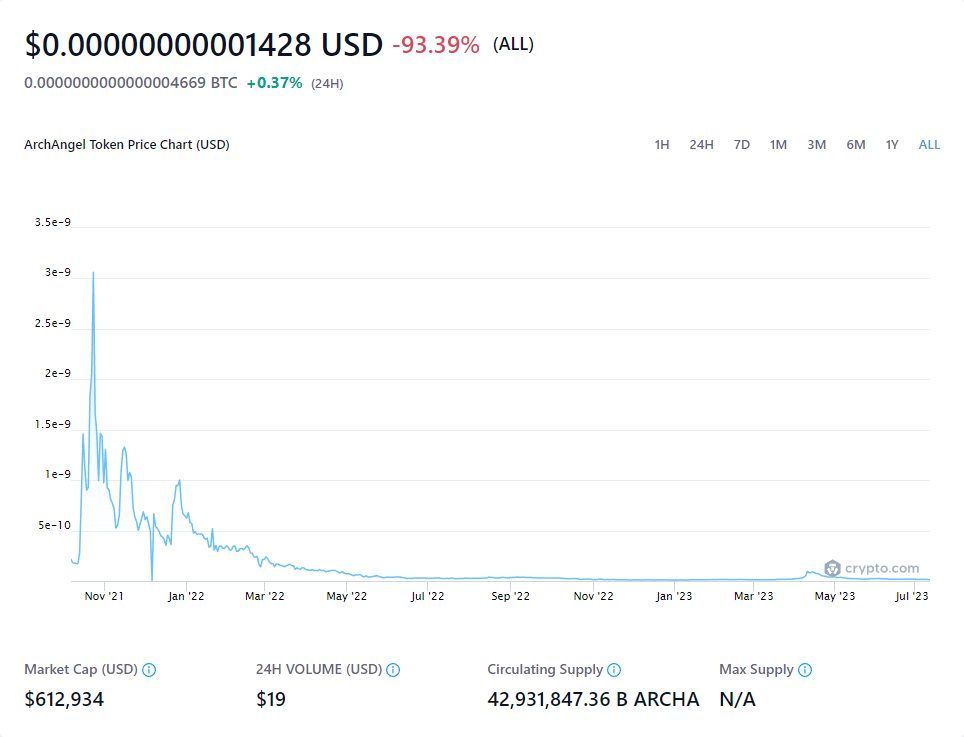 $0.00000000001428 USD -93.39% (ALL)
0.0000000000000004669 BTC +0.37% (24H)
ArchAngel Token Price Chart (USD) 1H 24H 7D 1M 3M 6M 1Y ALL
3.5e-9
3e-9
2.5e-9
2e-9
1.5e-9
1e-9
5e-10
crypto.com
Nov '21 Jan '22 Mar '22 May '22 Jul '22 Sep '22 Nov '22 Jan '23 Mar '23 May '23 Jul '23
Market Cap (USD) 24H VOLUME (USD) Circulating Supply Max Supply
$612,934 $19 42,931,847.36 B ARCHA N/A